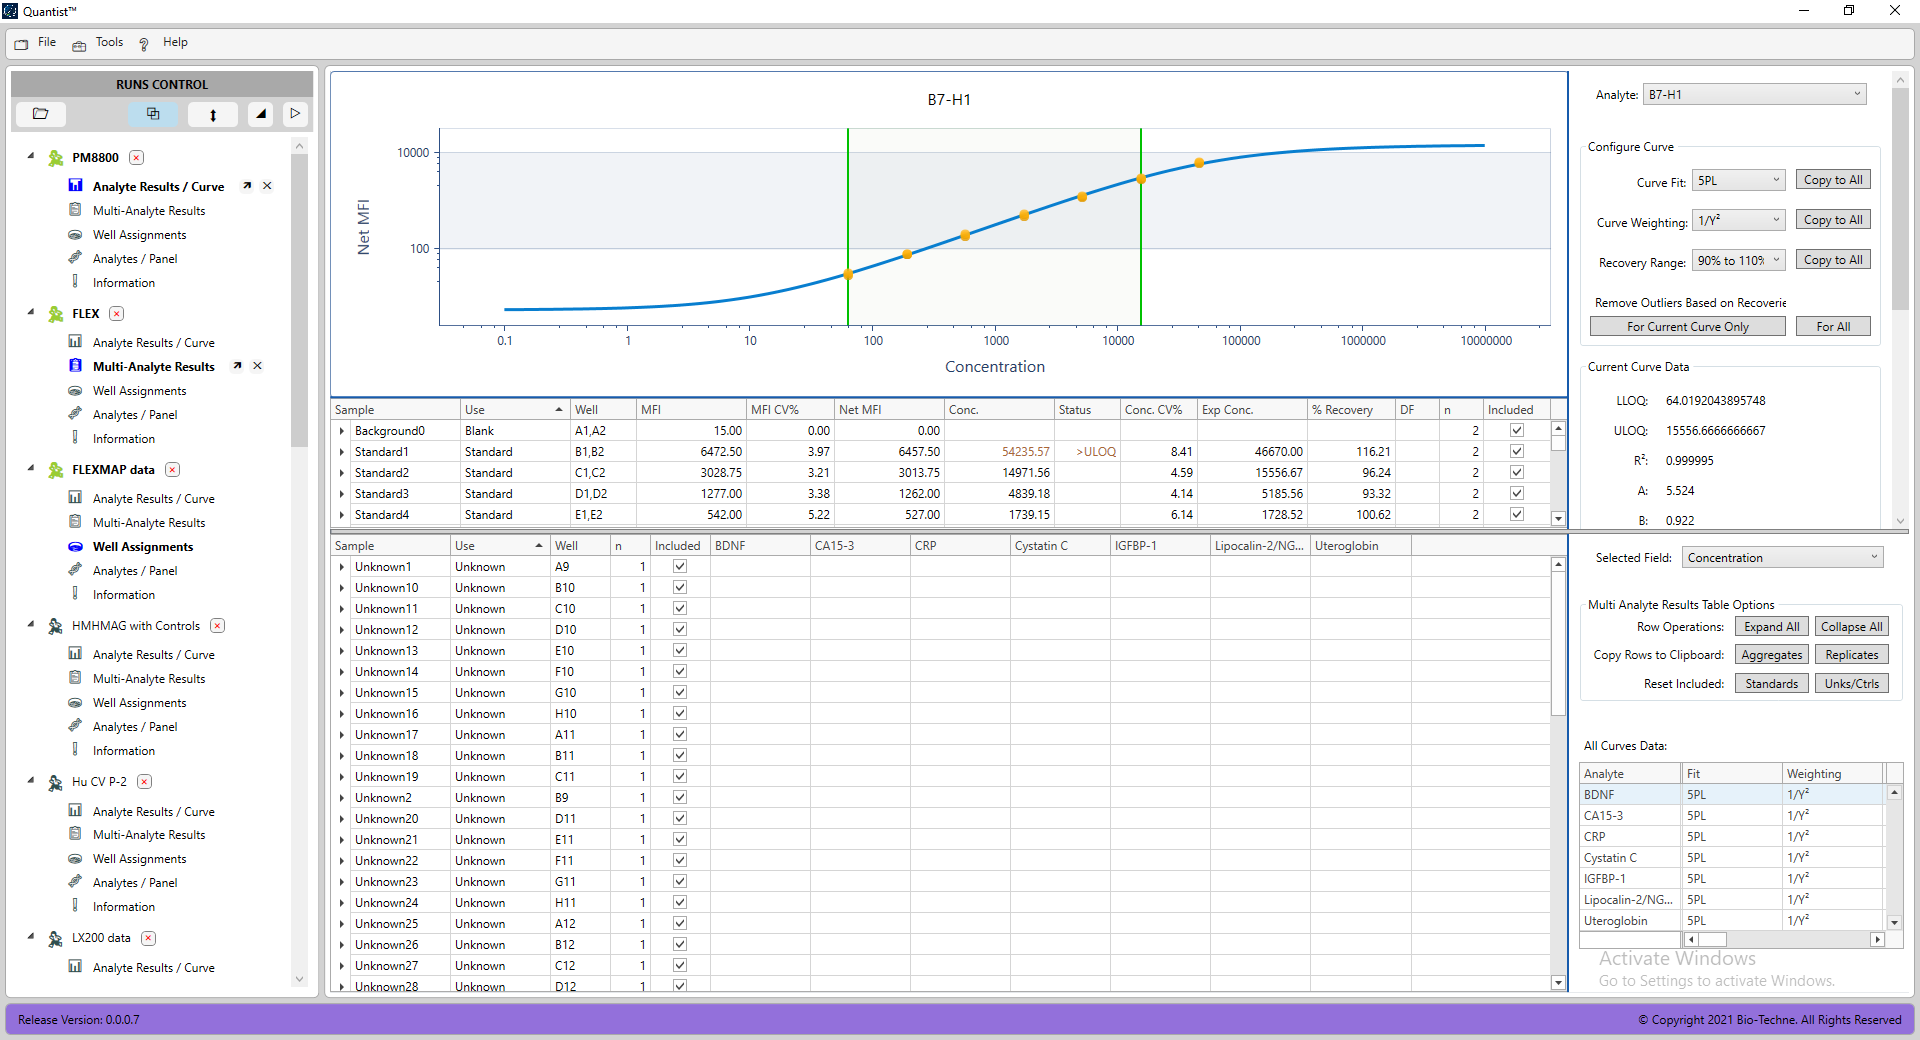 Quantist™
File Tools Help
RUNS CONTROL
PM8800
Analyte Results / Curve
Multi-Analyte Results
Well Assignments
Analytes / Panel
Information
FLEX
Analyte Results / Curve
Multi-Analyte Results
Well Assignments
Analytes / Panel
Information
FLEXMAP data
Analyte Results / Curve
Multi-Analyte Results
Well Assignments
Analytes / Panel
Information
HMHMAG with Controls
Analyte Results / Curve
Multi-Analyte Results
Well Assignments
Analytes / Panel
Information
Hu CV P-2
Analyte Results / Curve
Multi-Analyte Results
Well Assignments
Analytes / Panel
Information
LX200 data
Analyte Results / Curve
B7-H1
Net MFI
10000
100
0.1 1 10 100 1000 10000 100000 1000000 10000000
Concentration
Sample Use Well MFI MFI CV% Net MFI Conc. Status Conc. CV% Exp Conc. % Recovery DF n Included
Background0 Blank A1,A2 15.00 0.00 0.00 2
Standard1 Standard B1,B2 6472.50 3.97 6457.50 54235.57 >ULOQ 8.41 46670.00 116.21 2
Standard2 Standard C1,C2 3028.75 3.21 3013.75 14971.56 4.59 15556.67 96.24 2
Standard3 Standard D1,D2 1277.00 3.38 1262.00 4839.18 4.14 5185.56 93.32 2
Standard4 Standard E1,E2 542.00 5.22 527.00 1739.15 6.14 1728.52 100.62 2
Sample Use Well n Included BDNF CA15-3 CRP Cystatin C IGFBP-1 Lipocalin-2/NG... Uteroglobin
Unknown1 Unknown A9 1
Unknown10 Unknown B10 1
Unknown11 Unknown C10 1
Unknown12 Unknown D10 1
Unknown13 Unknown E10 1
Unknown14 Unknown F10 1
Unknown15 Unknown G10 1
Unknown16 Unknown H10 1
Unknown17 Unknown A11 1
Unknown18 Unknown B11 1
Unknown19 Unknown C11 1
Unknown2 Unknown B9 1
Unknown20 Unknown D11 1
Unknown21 Unknown E11 1
Unknown22 Unknown F11 1
Unknown23 Unknown G11 1
Unknown24 Unknown H11 1
Unknown25 Unknown A12 1
Unknown26 Unknown B12 1
Unknown27 Unknown C12 1
Unknown28 Unknown D12 1
Analyte: B7-H1
Configure Curve
Curve Fit: 5PL Copy to All
Curve Weighting: 1/Y² Copy to All
Recovery Range: 90% to 110% Copy to All
Remove Outliers Based on Recoverie
For Current Curve Only For All
Current Curve Data
LLOQ: 64.0192043895748
ULOQ: 15556.6666666667
R²: 0.999995
A: 5.524
B: 0.922
Selected Field: Concentration
Multi Analyte Results Table Options
Row Operations: Expand All Collapse All
Copy Rows to Clipboard: Aggregates Replicates
Reset Included: Standards Unks/Ctrls
All Curves Data:
Analyte Fit Weighting
BDNF 5PL 1/Y²
CA15-3 5PL 1/Y²
CRP 5PL 1/Y²
Cystatin C 5PL 1/Y²
IGFBP-1 5PL 1/Y²
Lipocalin-2/NG... 5PL 1/Y²
Uteroglobin 5PL 1/Y²
Activate Windows
Go to Settings to activate Windows.
Release Version: 0.0.0.7
© Copyright 2021 Bio-Techne. All Rights Reserved